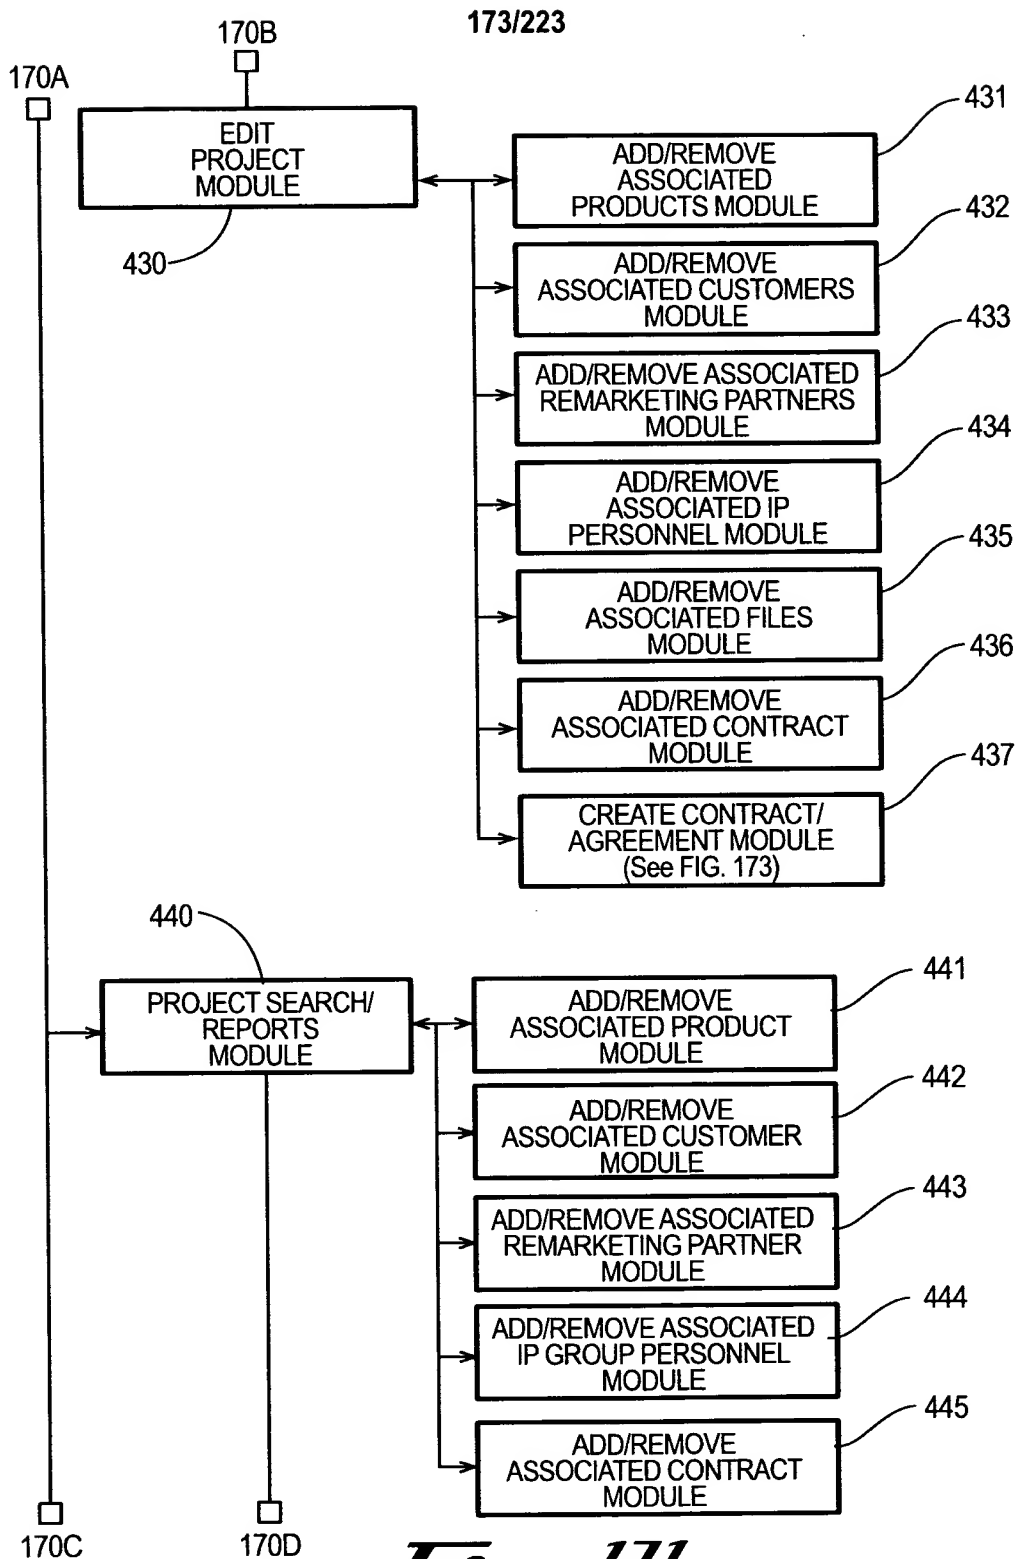 173/223
170B
170A
EDIT
PROJECT
MODULE
430
ADD/REMOVE
ASSOCIATED
PRODUCTS MODULE
431
ADD/REMOVE
ASSOCIATED CUSTOMERS
MODULE
432
ADD/REMOVE ASSOCIATED
REMARKETING PARTNERS
MODULE
433
ADD/REMOVE
ASSOCIATED IP
PERSONNEL MODULE
434
ADD/REMOVE
ASSOCIATED FILES
MODULE
435
ADD/REMOVE
ASSOCIATED CONTRACT
MODULE
436
CREATE CONTRACT/
AGREEMENT MODULE
(See FIG. 173)
437
440
PROJECT SEARCH/
REPORTS
MODULE
ADD/REMOVE
ASSOCIATED PRODUCT
MODULE
441
ADD/REMOVE
ASSOCIATED CUSTOMER
MODULE
442
ADD/REMOVE ASSOCIATED
REMARKETING PARTNER
MODULE
443
ADD/REMOVE ASSOCIATED
IP GROUP PERSONNEL
MODULE
444
ADD/REMOVE
ASSOCIATED CONTRACT
MODULE
445
170C
170D
171